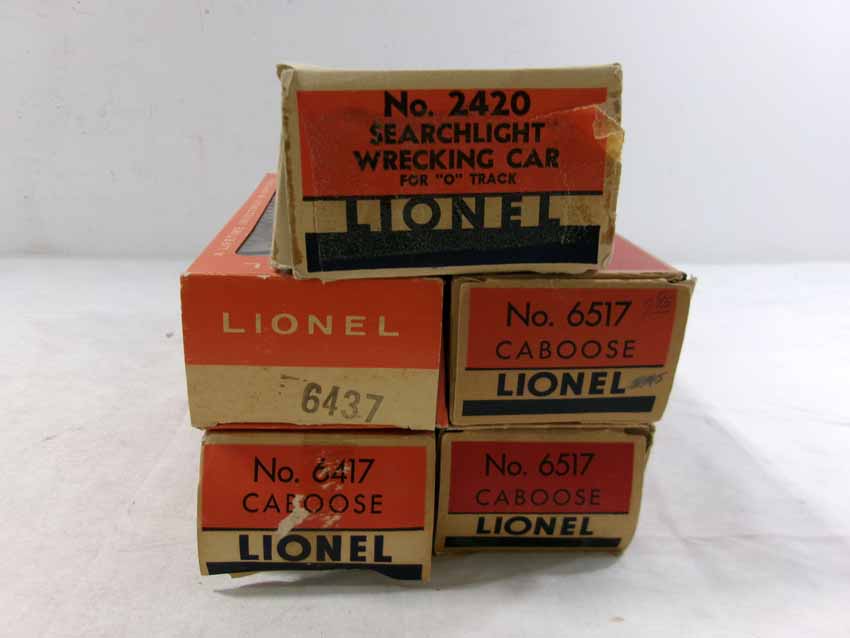 No. 2420
SEARCHLIGHT
WRECKING CAR
FOR "O" TRACK
LIONEL
LIONEL
6437
No. 6517
CABOOSE
LIONEL
No. 6417
CABOOSE
LIONEL
No. 6517
CABOOSE
LIONEL